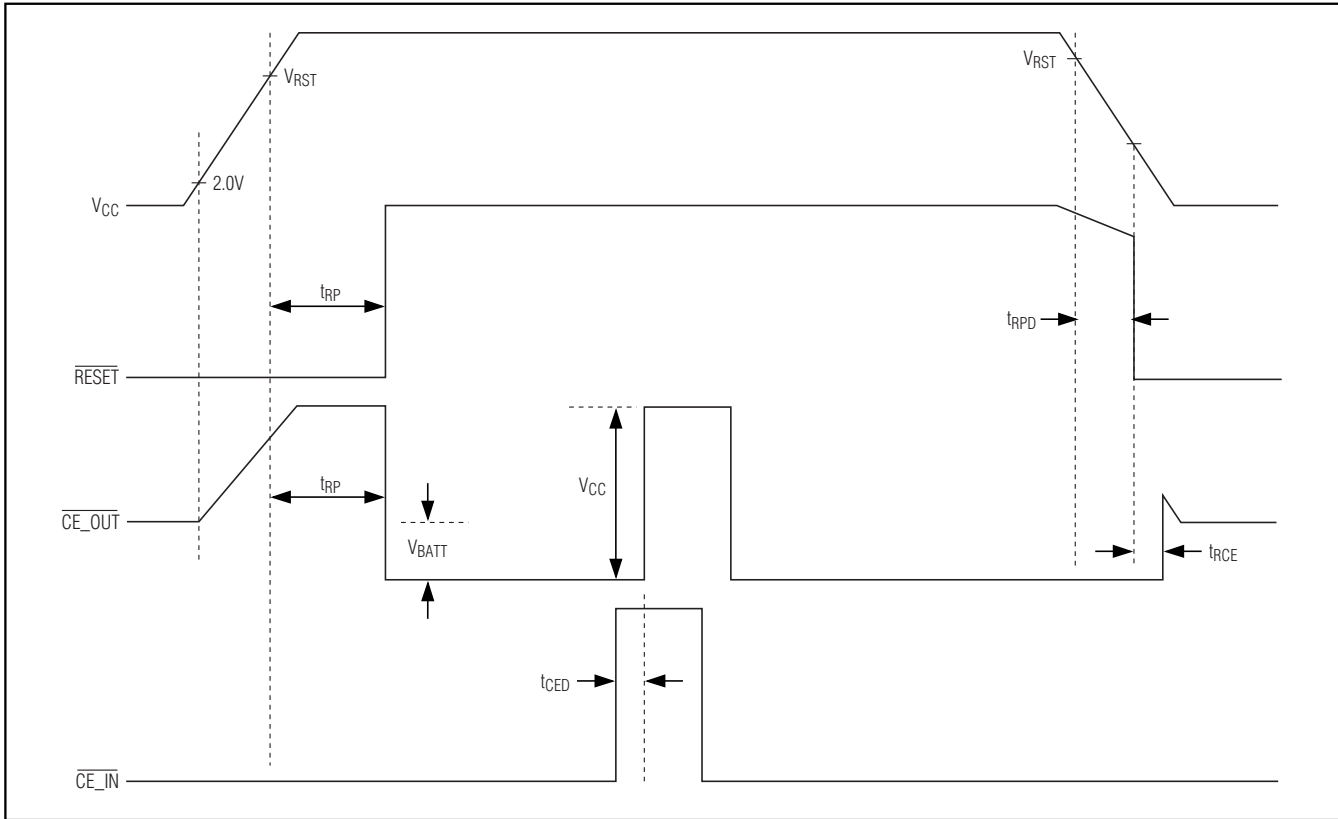 VRST
VRST
2.0V
VCC
tRP
tRPD
RESET
tRP
VCC
CE_OUT
VBATT
tRCE
tCED
CE_IN